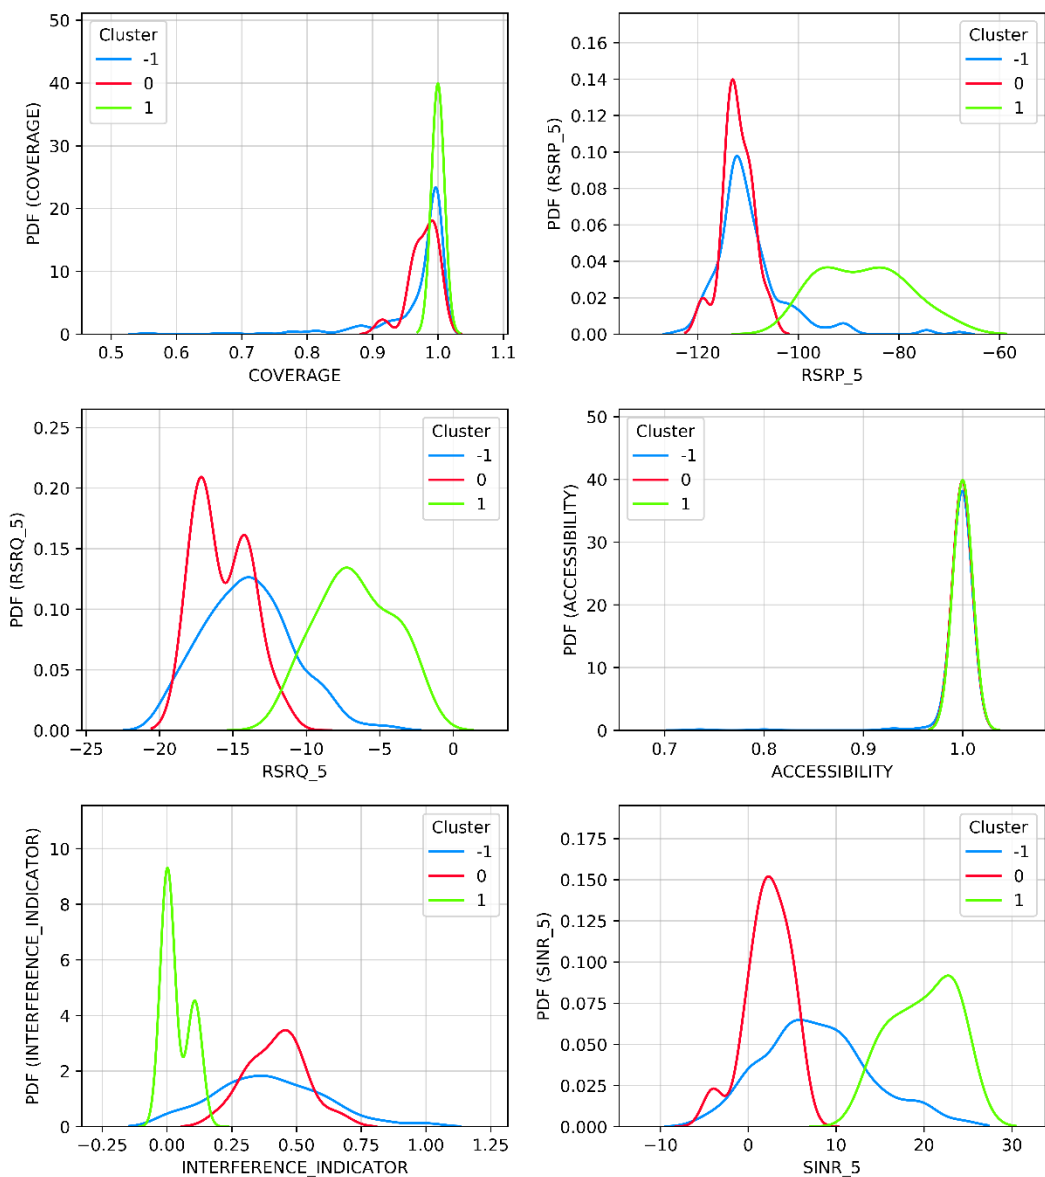 50
40
30
20
10
0
PDF (COVERAGE)
Cluster
-1
0
1
0.5 0.6 0.7 0.8 0.9 1.0 1.1
COVERAGE
0.16
0.14
0.12
0.10
0.08
0.06
0.04
0.02
0.00
PDF (RSRP_5)
Cluster
-1
0
1
−120 −100 −80 −60
RSRP_5
0.25
0.20
0.15
0.10
0.05
0.00
PDF (RSRQ_5)
Cluster
-1
0
1
−25 −20 −15 −10 −5 0
RSRQ_5
50
40
30
20
10
0
PDF (ACCESSIBILITY)
Cluster
-1
0
1
0.7 0.8 0.9 1.0
ACCESSIBILITY
10
8
6
4
2
0
PDF (INTERFERENCE_INDICATOR)
Cluster
-1
0
1
−0.25 0.00 0.25 0.50 0.75 1.00 1.25
INTERFERENCE_INDICATOR
0.175
0.150
0.125
0.100
0.075
0.050
0.025
0.000
PDF (SINR_5)
Cluster
-1
0
1
−10 0 10 20 30
SINR_5